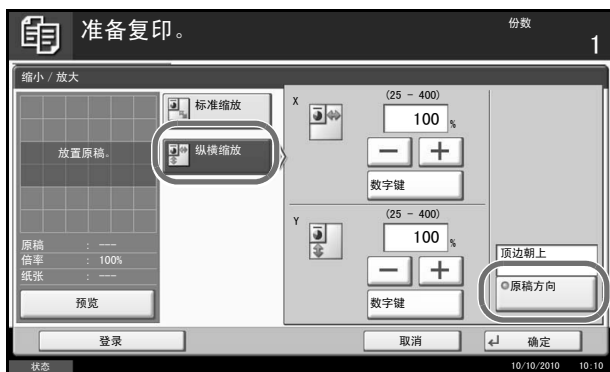 准备复印。
份数
1
缩小 / 放大
放置原稿。
原稿 : ---
倍率 : 100%
纸张 : ---
预览
标准缩放
纵横缩放
X
(25 - 400)
100 %
数字键
Y
(25 - 400)
100 %
数字键
顶边朝上
原稿方向
登录
取消
确定
状态
10/10/2010 10:10